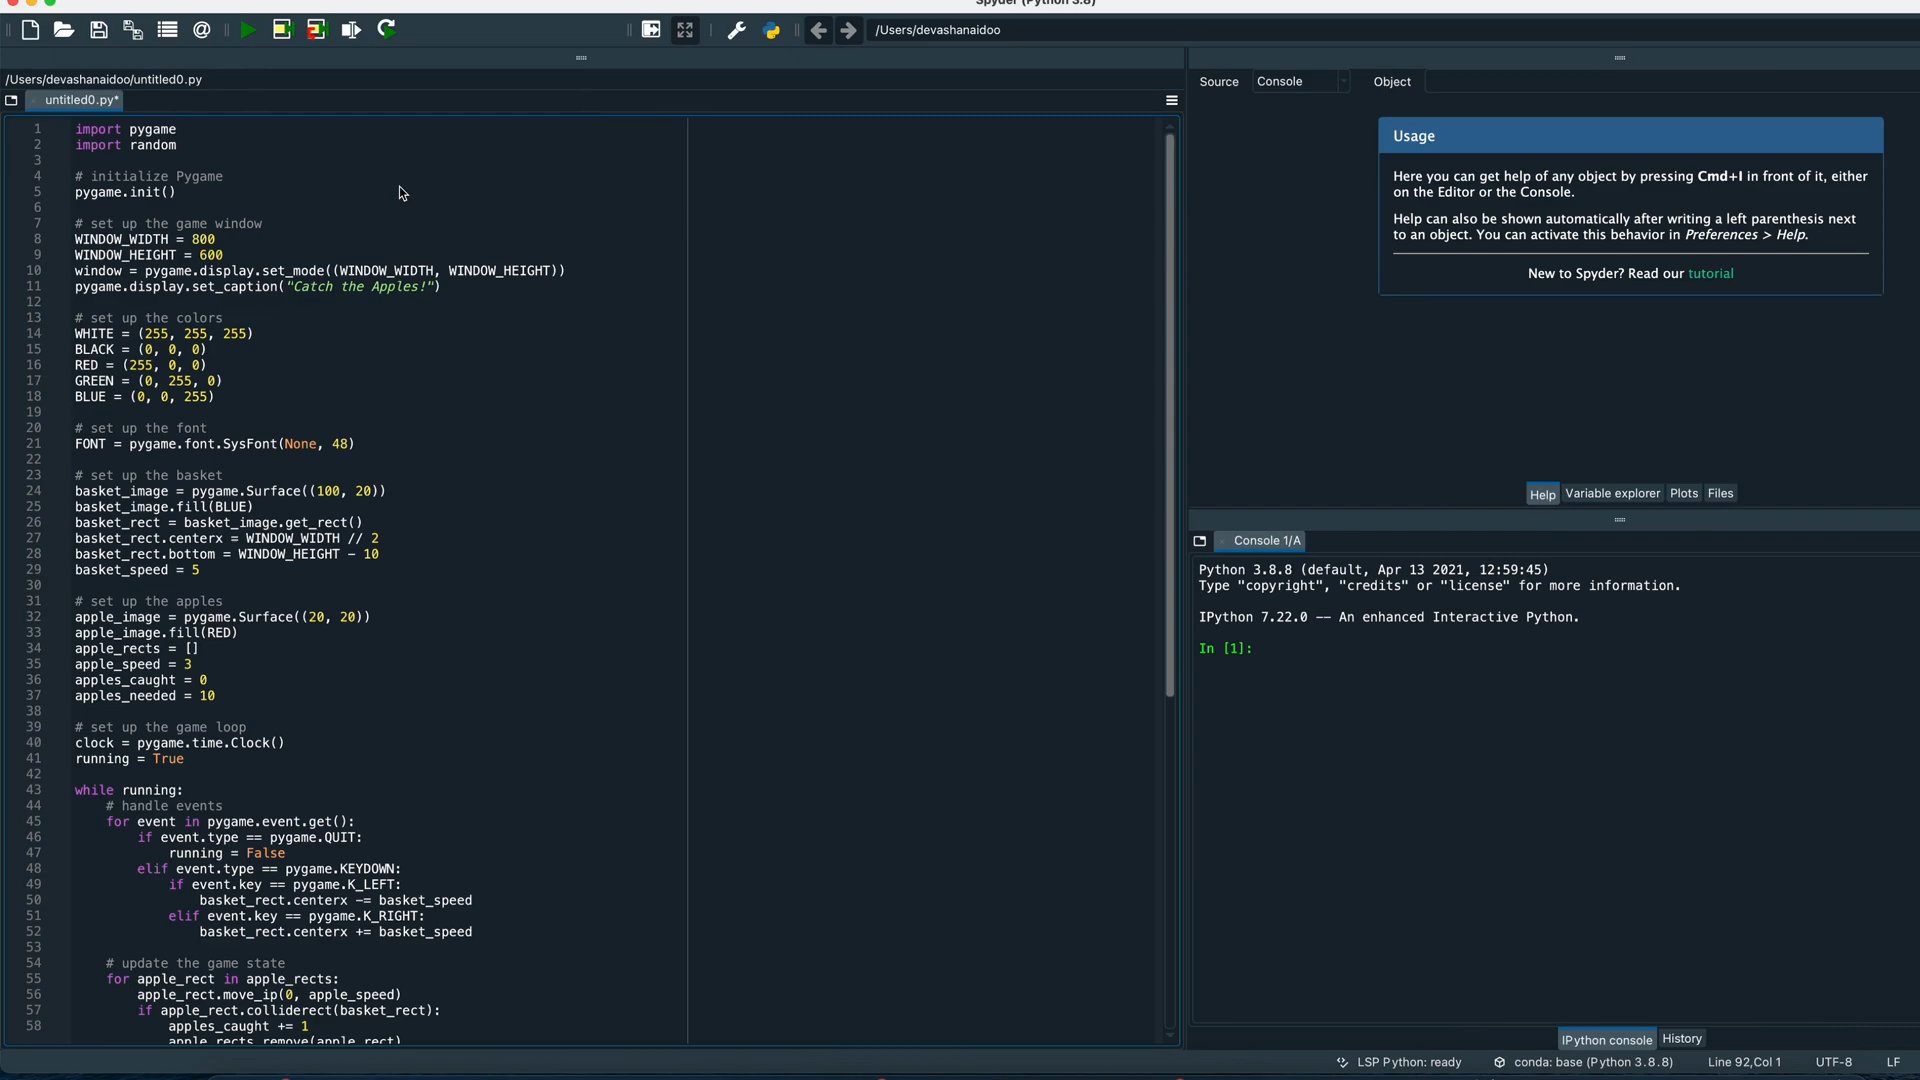 Spyder (Python 3.8)
/Users/devashanaidoo
/Users/devashanaidoo/untitled0.py
untitled0.py*
1 import pygame
2 import random
3
4 # initialize Pygame
5 pygame.init()
6
7 # set up the game window
8 WINDOW_WIDTH = 800
9 WINDOW_HEIGHT = 600
10 window = pygame.display.set_mode((WINDOW_WIDTH, WINDOW_HEIGHT))
11 pygame.display.set_caption("Catch the Apples!")
12
13 # set up the colors
14 WHITE = (255, 255, 255)
15 BLACK = (0, 0, 0)
16 RED = (255, 0, 0)
17 GREEN = (0, 255, 0)
18 BLUE = (0, 0, 255)
19
20 # set up the font
21 FONT = pygame.font.SysFont(None, 48)
22
23 # set up the basket
24 basket_image = pygame.Surface((100, 20))
25 basket_image.fill(BLUE)
26 basket_rect = basket_image.get_rect()
27 basket_rect.centerx = WINDOW_WIDTH // 2
28 basket_rect.bottom = WINDOW_HEIGHT - 10
29 basket_speed = 5
30
31 # set up the apples
32 apple_image = pygame.Surface((20, 20))
33 apple_image.fill(RED)
34 apple_rects = []
35 apple_speed = 3
36 apples_caught = 0
37 apples_needed = 10
38
39 # set up the game loop
40 clock = pygame.time.Clock()
41 running = True
42
43 while running:
44 # handle events
45 for event in pygame.event.get():
46 if event.type == pygame.QUIT:
47 running = False
48 elif event.type == pygame.KEYDOWN:
49 if event.key == pygame.K_LEFT:
50 basket_rect.centerx -= basket_speed
51 elif event.key == pygame.K_RIGHT:
52 basket_rect.centerx += basket_speed
53
54 # update the game state
55 for apple_rect in apple_rects:
56 apple_rect.move_ip(0, apple_speed)
57 if apple_rect.colliderect(basket_rect):
58 apples_caught += 1
apple_rects.remove(apple_rect)
Source Console Object
Usage
Here you can get help of any object by pressing Cmd+I in front of it, either
on the Editor or the Console.
Help can also be shown automatically after writing a left parenthesis next
to an object. You can activate this behavior in Preferences > Help.
New to Spyder? Read our tutorial
Help Variable explorer Plots Files
Console 1/A
Python 3.8.8 (default, Apr 13 2021, 12:59:45)
Type "copyright", "credits" or "license" for more information.
IPython 7.22.0 -- An enhanced Interactive Python.
In [1]:
IPython console History
LSP Python: ready conda: base (Python 3.8.8) Line 92,Col 1 UTF-8 LF